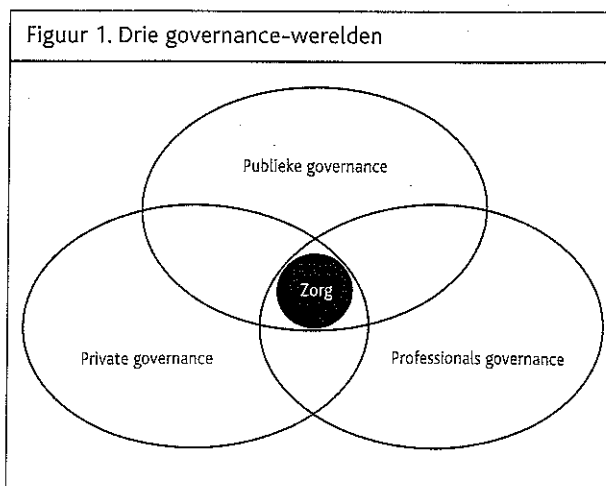 Figuur 1. Drie governance-werelden
Publieke governance
Zorg
Private governance
Professionals governance